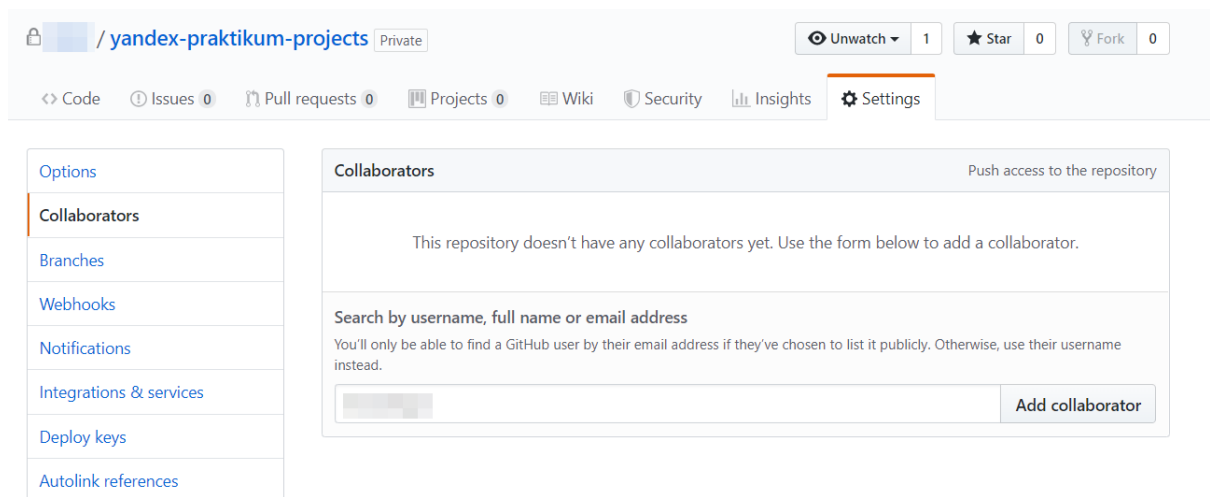 / yandex-praktikum-projects Private Unwatch 1 Star 0 Fork 0
Code Issues 0 Pull requests 0 Projects 0 Wiki Security Insights Settings
Options
Collaborators
Branches
Webhooks
Notifications
Integrations & services
Deploy keys
Autolink references
Collaborators Push access to the repository
This repository doesn’t have any collaborators yet. Use the form below to add a collaborator.
Search by username, full name or email address
You’ll only be able to find a GitHub user by their email address if they’ve chosen to list it publicly. Otherwise, use their username
instead.
Add collaborator